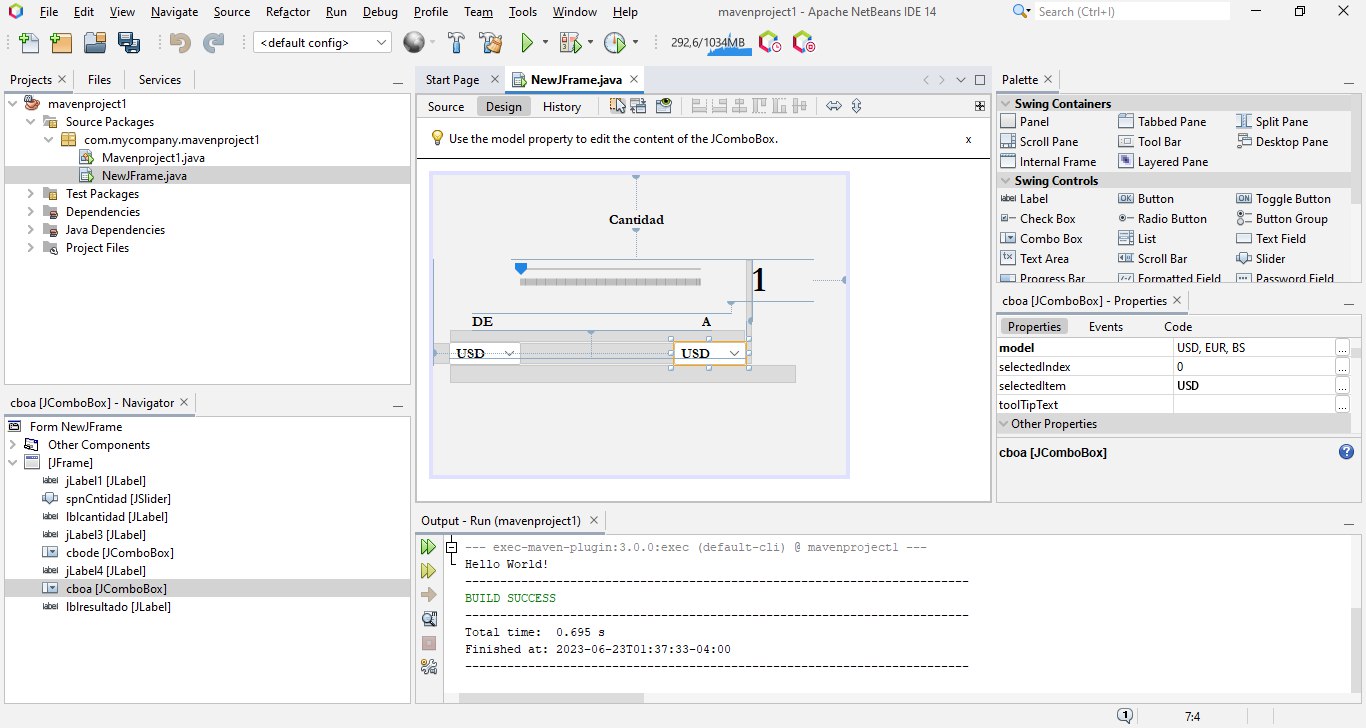 File Edit View Navigate Source Refactor Run Debug Profile Team Tools Window Help
mavenproject1 - Apache NetBeans IDE 14
Search (Ctrl+I)
<default config>
292,6/1034MB
Projects Files Services
mavenproject1
Source Packages
com.mycompany.mavenproject1
Mavenproject1.java
NewJFrame.java
Test Packages
Dependencies
Java Dependencies
Project Files
cboa [JComboBox] - Navigator
Form NewJFrame
Other Components
[JFrame]
jLabel1 [JLabel]
spnCntidad [JSlider]
lblcantidad [JLabel]
jLabel3 [JLabel]
cbode [JComboBox]
jLabel4 [JLabel]
cboa [JComboBox]
lblresultado [JLabel]
Start Page NewJFrame.java
Source Design History
Use the model property to edit the content of the JComboBox. x
Cantidad
1
DE A
USD USD
Output - Run (mavenproject1)
--- exec-maven-plugin:3.0.0:exec (default-cli) @ mavenproject1 ---
Hello World!
------------------------------------------------------------------------
BUILD SUCCESS
------------------------------------------------------------------------
Total time:  0.695 s
Finished at: 2023-06-23T01:37:33-04:00
------------------------------------------------------------------------
Palette
Swing Containers
Panel Tabbed Pane Split Pane
Scroll Pane Tool Bar Desktop Pane
Internal Frame Layered Pane
Swing Controls
label Label OK Button ON Toggle Button
Check Box Radio Button Button Group
Combo Box List Text Field
Text Area Scroll Bar Slider
Progress Bar Formatted Field Password Field
cboa [JComboBox] - Properties
Properties Events Code
model USD, EUR, BS ...
selectedIndex 0 ...
selectedItem USD ...
toolTipText ...
Other Properties
cboa [JComboBox]
1 7:4